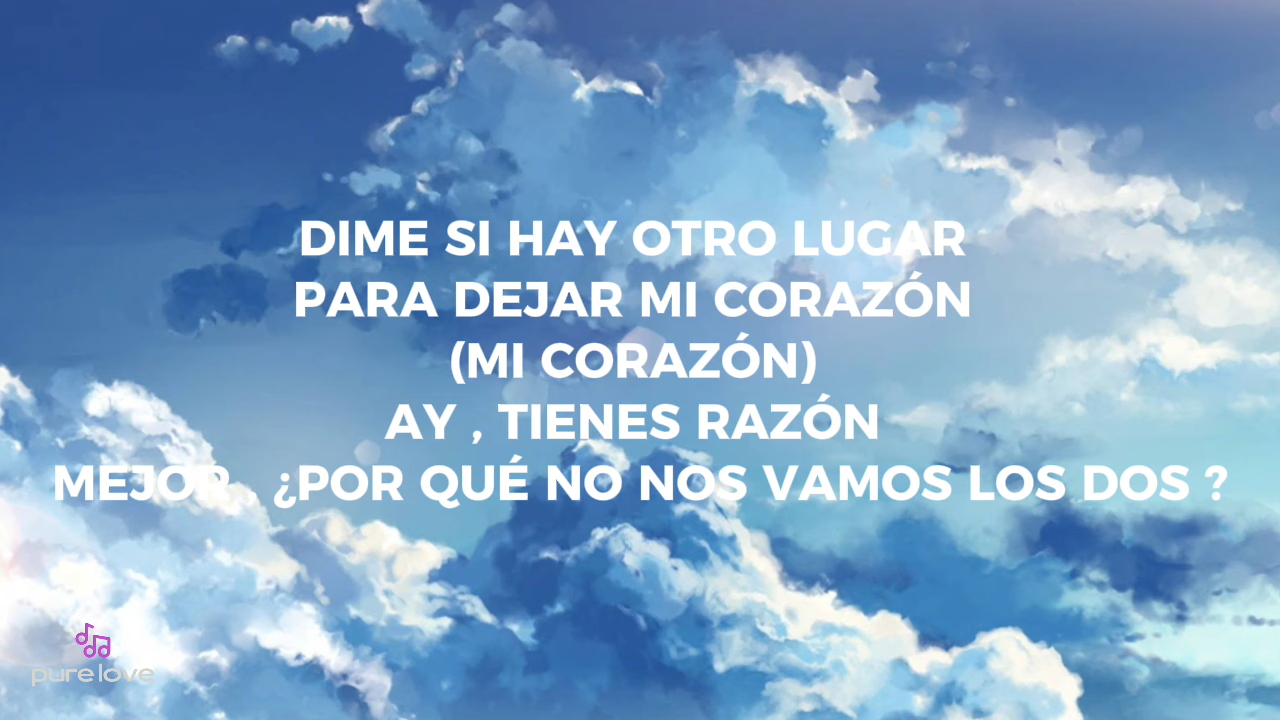 DIME SI HAY OTRO LUGAR
PARA DEJAR MI CORAZÓN
(MI CORAZÓN)
AY , TIENES RAZÓN
MEJOR , ¿POR QUÉ NO NOS VAMOS LOS DOS ?
pure love